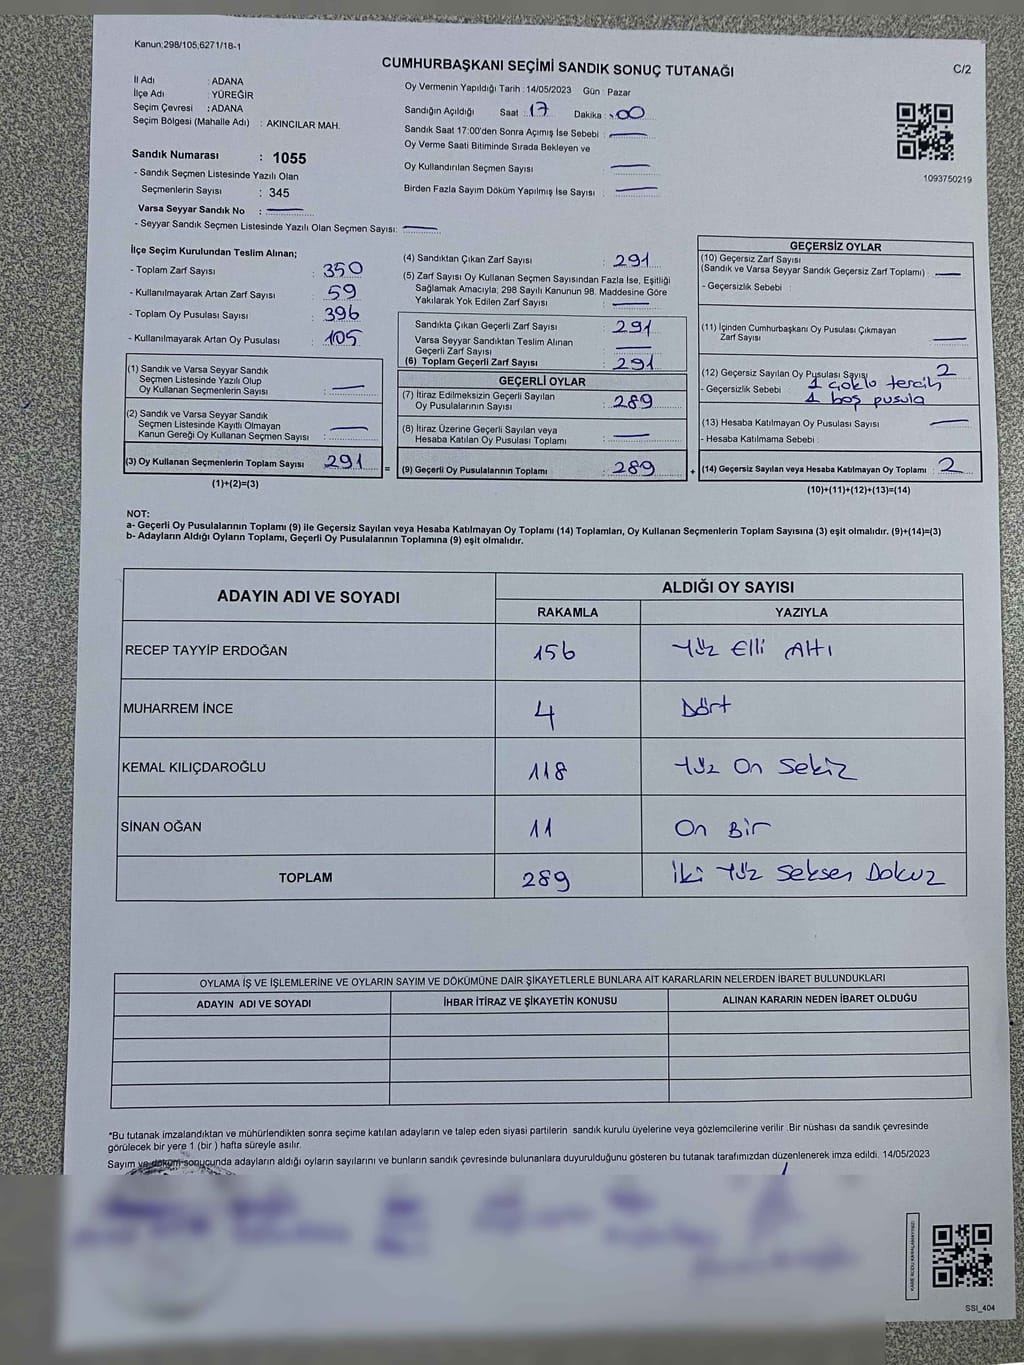 Kanun;298/105,6271/18-1
CUMHURBAŞKANI SEÇİMİ SANDIK SONUÇ TUTANAĞI
C/2
İl Adı : ADANA
İlçe Adı : YÜREĞİR
Seçim Çevresi : ADANA
Seçim Bölgesi (Mahalle Adı) : AKINCILAR MAH.
Oy Vermenin Yapıldığı Tarih : 14/05/2023 Gün : Pazar
Sandığın Açıldığı Saat : 17 Dakika : 00
Sandık Saat 17:00'den Sonra Açımış İse Sebebi : —
Oy Verme Saati Bitiminde Sırada Bekleyen ve
Oy Kullandırılan Seçmen Sayısı : —
Birden Fazla Sayım Döküm Yapılmış İse Sayısı : —
1093750219
Sandık Numarası : 1055
- Sandık Seçmen Listesinde Yazılı Olan
Seçmenlerin Sayısı : 345
Varsa Seyyar Sandık No : —
- Seyyar Sandık Seçmen Listesinde Yazılı Olan Seçmen Sayısı: —
İlçe Seçim Kurulundan Teslim Alınan;
- Toplam Zarf Sayısı : 350
- Kullanılmayarak Artan Zarf Sayısı : 59
- Toplam Oy Pusulası Sayısı : 396
- Kullanılmayarak Artan Oy Pusulası : 105
(1) Sandık ve Varsa Seyyar Sandık
Seçmen Listesinde Yazılı Olup
Oy Kullanan Seçmenlerin Sayısı : —
(2) Sandık ve Varsa Seyyar Sandık
Seçmen Listesinde Kayıtlı Olmayan
Kanun Gereği Oy Kullanan Seçmen Sayısı : —
(3) Oy Kullanan Seçmenlerin Toplam Sayısı : 291
(1)+(2)=(3)
=
(4) Sandıktan Çıkan Zarf Sayısı : 291
(5) Zarf Sayısı Oy Kullanan Seçmen Sayısından Fazla İse, Eşitliği
Sağlamak Amacıyla; 298 Sayılı Kanunun 98. Maddesine Göre
Yakılarak Yok Edilen Zarf Sayısı : —
Sandıkta Çıkan Geçerli Zarf Sayısı : 291
Varsa Seyyar Sandıktan Teslim Alınan
Geçerli Zarf Sayısı : —
(6) Toplam Geçerli Zarf Sayısı : 291
GEÇERLİ OYLAR
(7) İtiraz Edilmeksizin Geçerli Sayılan
Oy Pusulalarının Sayısı : 289
(8) İtiraz Üzerine Geçerli Sayılan veya
Hesaba Katılan Oy Pusulası Toplamı : —
(9) Geçerli Oy Pusulalarının Toplamı : 289
+
GEÇERSİZ OYLAR
(10) Geçersiz Zarf Sayısı
(Sandık ve Varsa Seyyar Sandık Geçersiz Zarf Toplamı) : —
- Geçersizlik Sebebi :
(11) İçinden Cumhurbaşkanı Oy Pusulası Çıkmayan
Zarf Sayısı : —
(12) Geçersiz Sayılan Oy Pusulası Sayısı 2
- Geçersizlik Sebebi : 1 çoklu tercih
1 boş pusula
(13) Hesaba Katılmayan Oy Pusulası Sayısı —
- Hesaba Katılmama Sebebi :
(14) Geçersiz Sayılan veya Hesaba Katılmayan Oy Toplamı : 2
(10)+(11)+(12)+(13)=(14)
NOT:
a- Geçerli Oy Pusulalarının Toplamı (9) ile Geçersiz Sayılan veya Hesaba Katılmayan Oy Toplamı (14) Toplamları, Oy Kullanan Seçmenlerin Toplam Sayısına (3) eşit olmalıdır. (9)+(14)=(3)
b- Adayların Aldığı Oyların Toplamı, Geçerli Oy Pusulalarının Toplamına (9) eşit olmalıdır.
ADAYIN ADI VE SOYADI ALDIĞI OY SAYISI
RAKAMLA YAZIYLA
RECEP TAYYİP ERDOĞAN 156 Yüz Elli Altı
MUHARREM İNCE 4 Dört
KEMAL KILIÇDAROĞLU 118 Yüz On Sekiz
SİNAN OĞAN 11 On Bir
TOPLAM 289 İki Yüz Seksen Dokuz
OYLAMA İŞ VE İŞLEMLERİNE VE OYLARIN SAYIM VE DÖKÜMÜNE DAİR ŞİKAYETLERLE BUNLARA AİT KARARLARIN NELERDEN İBARET BULUNDUKLARI
ADAYIN ADI VE SOYADI İHBAR İTİRAZ VE ŞİKAYETİN KONUSU ALINAN KARARIN NEDEN İBARET OLDUĞU
*Bu tutanak imzalandıktan ve mühürlendikten sonra seçime katılan adayların ve talep eden siyasi partilerin sandık kurulu üyelerine veya gözlemcilerine verilir .Bir nüshası da sandık çevresinde
görülecek bir yere 1 (bir ) hafta süreyle asılır.
Sayım ve döküm sonucunda adayların aldığı oyların sayılarını ve bunların sandık çevresinde bulunanlara duyurulduğunu gösteren bu tutanak tarafımızdan düzenlenerek imza edildi. 14/05/2023
KARE KODU KARALAMAYINIZ!
SSI_404